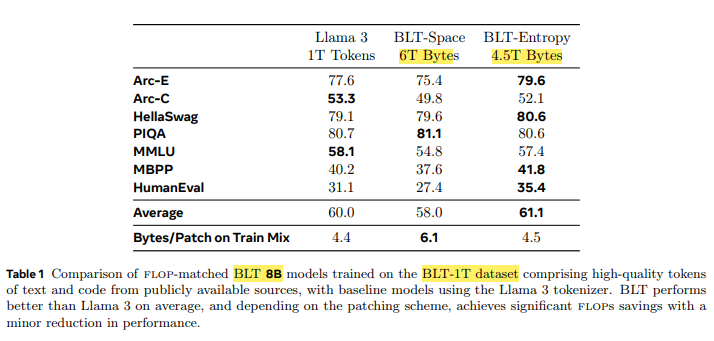 Llama 3 BLT-Space BLT-Entropy
1T Tokens 6T Bytes 4.5T Bytes
Arc-E 77.6 75.4 79.6
Arc-C 53.3 49.8 52.1
HellaSwag 79.1 79.6 80.6
PIQA 80.7 81.1 80.6
MMLU 58.1 54.8 57.4
MBPP 40.2 37.6 41.8
HumanEval 31.1 27.4 35.4
Average 60.0 58.0 61.1
Bytes/Patch on Train Mix 4.4 6.1 4.5
Table 1 Comparison of FLOP-matched BLT 8B models trained on the BLT-1T dataset comprising high-quality tokens
of text and code from publicly available sources, with baseline models using the Llama 3 tokenizer. BLT performs
better than Llama 3 on average, and depending on the patching scheme, achieves significant FLOPs savings with a
minor reduction in performance.